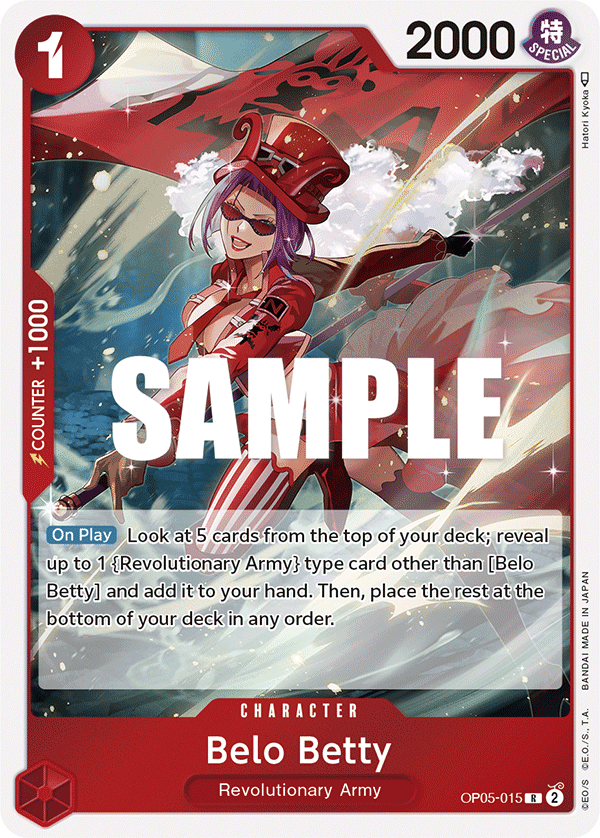 1
2000
特
SPECIAL
Hatori Kyoka
COUNTER +1000
N
SAMPLE
On Play Look at 5 cards from the top of your deck; reveal
up to 1 {Revolutionary Army} type card other than [Belo
Betty] and add it to your hand. Then, place the rest at the
bottom of your deck in any order.
CHARACTER
Belo Betty
Revolutionary Army
OP05-015 R 2
©EO/S ©E.O./S., T.A. BANDAI MADE IN JAPAN